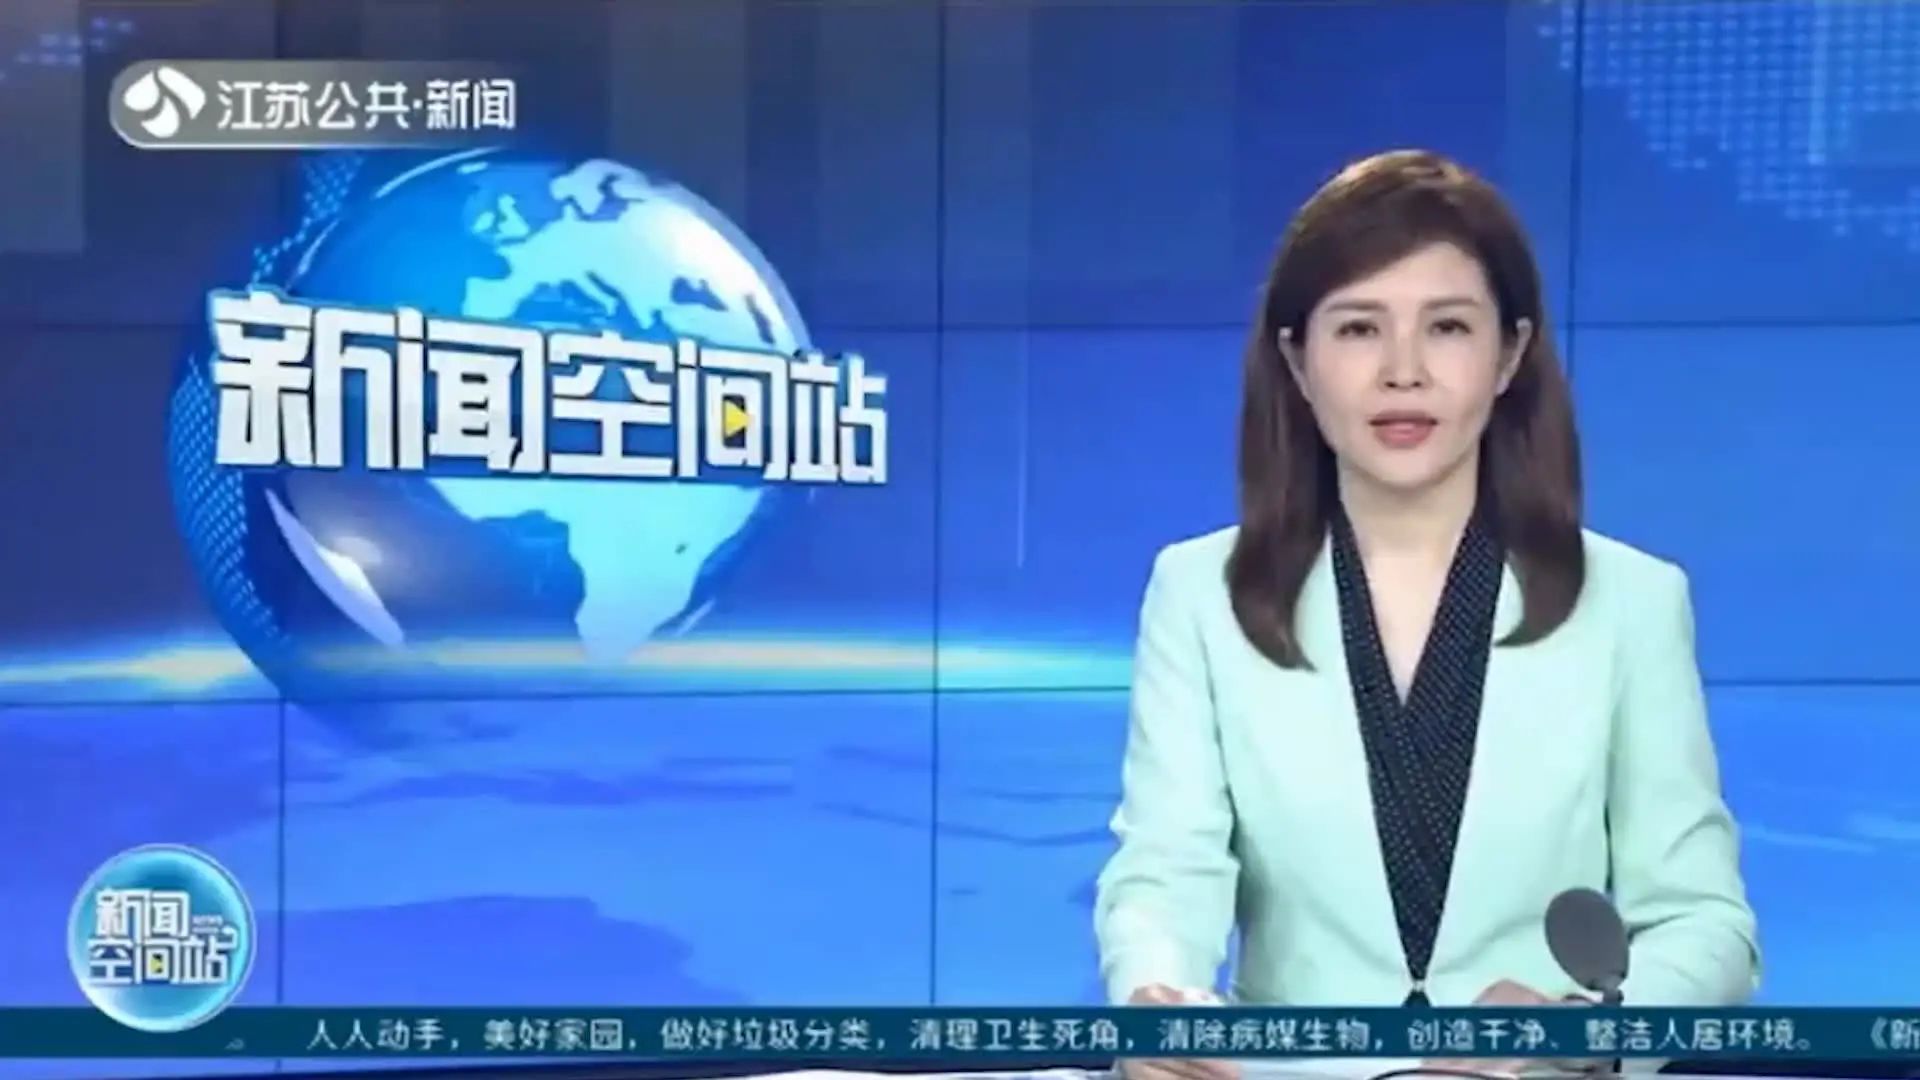 江苏公共·新闻
新闻空间站
新闻
空间站
人人动手，美好家园，做好垃圾分类，清理卫生死角，清除病媒生物，创造干净、整洁人居环境。 《新